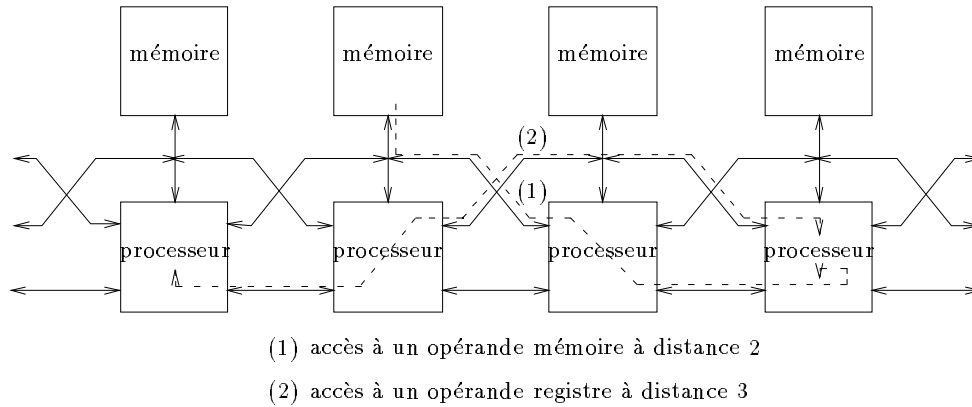 mémoire mémoire mémoire mémoire
(2)
(1)
processeur processeur processeur processeur
(1) accès à un opérande mémoire à distance 2
(2) accès à un opérande registre à distance 3